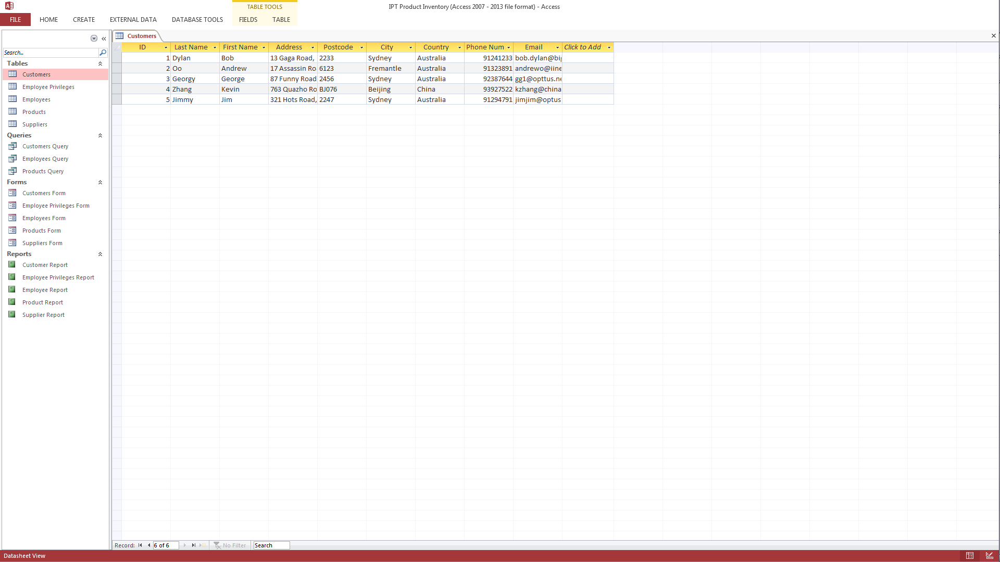 IPT Product Inventory (Access 2007 - 2013 file format) - Access
TABLE TOOLS
FILE HOME CREATE EXTERNAL DATA DATABASE TOOLS FIELDS TABLE
Search...
Tables
Customers
Employee Privileges
Employees
Products
Suppliers
Queries
Customers Query
Employees Query
Products Query
Forms
Customers Form
Employee Privileges Form
Employees Form
Products Form
Suppliers Form
Reports
Customer Report
Employee Privileges Report
Employee Report
Product Report
Supplier Report
Customers
ID Last Name First Name Address Postcode City Country Phone Num Email Click to Add
1 Dylan Bob 13 Gaga Road, 2233 Sydney Australia 91241233 bob.dylan@big
2 Oo Andrew 17 Assassin Ro 6123 Fremantle Australia 91323891 andrewo@iine
3 Georgy George 87 Funny Road 2456 Sydney Australia 92387644 gg1@opttus.ne
4 Zhang Kevin 763 Quazho Ro BJ076 Beijing China 93927522 kzhang@china
5 Jimmy Jim 321 Hots Road, 2247 Sydney Australia 91294791 jimjim@optus
Record: 6 of 6 No Filter Search
Datasheet View